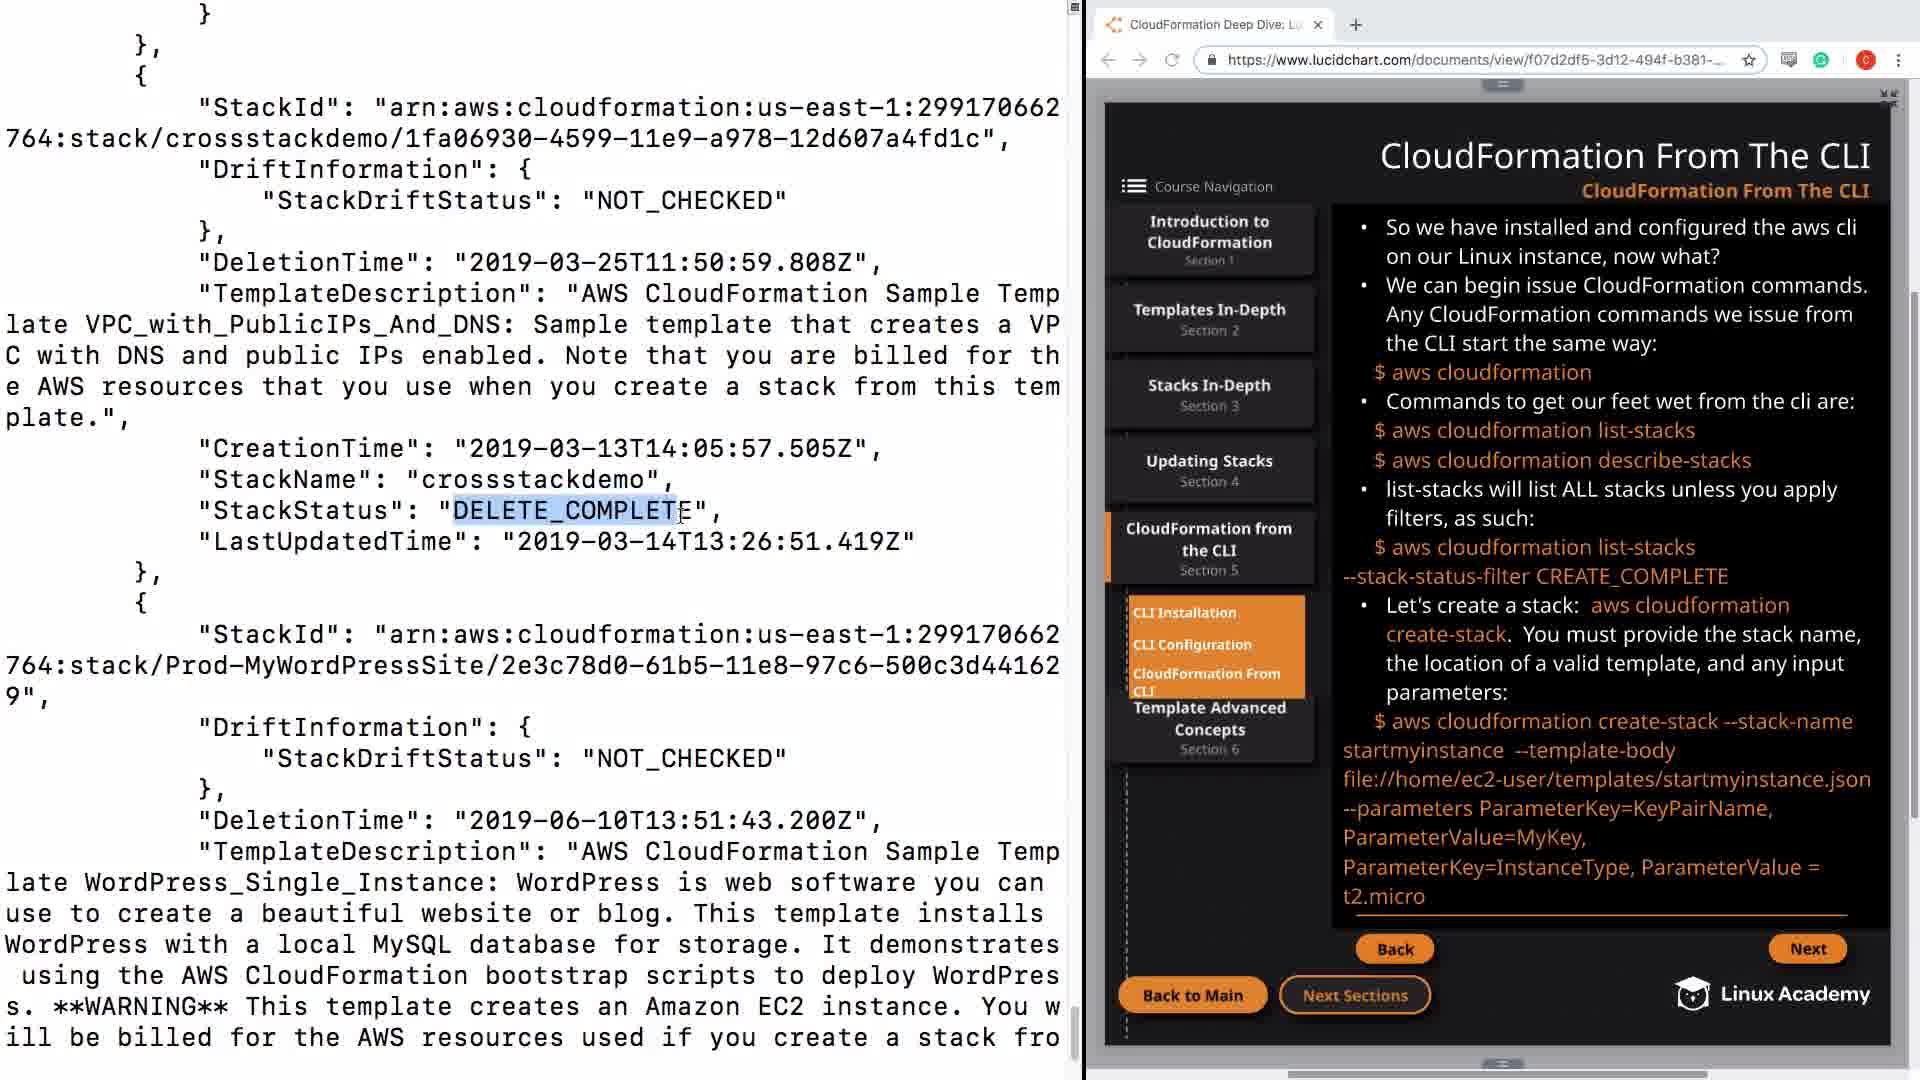 }
},
{
"StackId": "arn:aws:cloudformation:us-east-1:299170662
764:stack/crossstackdemo/1fa06930-4599-11e9-a978-12d607a4fd1c",
"DriftInformation": {
"StackDriftStatus": "NOT_CHECKED"
},
"DeletionTime": "2019-03-25T11:50:59.808Z",
"TemplateDescription": "AWS CloudFormation Sample Temp
late VPC_with_PublicIPs_And_DNS: Sample template that creates a VP
C with DNS and public IPs enabled. Note that you are billed for th
e AWS resources that you use when you create a stack from this tem
plate.",
"CreationTime": "2019-03-13T14:05:57.505Z",
"StackName": "crossstackdemo",
"StackStatus": "DELETE_COMPLETE",
"LastUpdatedTime": "2019-03-14T13:26:51.419Z"
},
{
"StackId": "arn:aws:cloudformation:us-east-1:299170662
764:stack/Prod-MyWordPressSite/2e3c78d0-61b5-11e8-97c6-500c3d44162
9",
"DriftInformation": {
"StackDriftStatus": "NOT_CHECKED"
},
"DeletionTime": "2019-06-10T13:51:43.200Z",
"TemplateDescription": "AWS CloudFormation Sample Temp
late WordPress_Single_Instance: WordPress is web software you can
use to create a beautiful website or blog. This template installs
WordPress with a local MySQL database for storage. It demonstrates
using the AWS CloudFormation bootstrap scripts to deploy WordPres
s. **WARNING** This template creates an Amazon EC2 instance. You w
ill be billed for the AWS resources used if you create a stack fro
CloudFormation Deep Dive: Lu
https://www.lucidchart.com/documents/view/f07d2df5-3d12-494f-b381-...
C
CloudFormation From The CLI
CloudFormation From The CLI
Course Navigation
Introduction to
CloudFormation
Section 1
Templates In-Depth
Section 2
Stacks In-Depth
Section 3
Updating Stacks
Section 4
CloudFormation from
the CLI
Section 5
CLI Installation
CLI Configuration
CloudFormation From
CLI
Template Advanced
Concepts
Section 6
• So we have installed and configured the aws cli
on our Linux instance, now what?
• We can begin issue CloudFormation commands.
Any CloudFormation commands we issue from
the CLI start the same way:
$ aws cloudformation
• Commands to get our feet wet from the cli are:
$ aws cloudformation list-stacks
$ aws cloudformation describe-stacks
• list-stacks will list ALL stacks unless you apply
filters, as such:
$ aws cloudformation list-stacks
--stack-status-filter CREATE_COMPLETE
• Let's create a stack: aws cloudformation
create-stack. You must provide the stack name,
the location of a valid template, and any input
parameters:
$ aws cloudformation create-stack --stack-name
startmyinstance --template-body
file://home/ec2-user/templates/startmyinstance.json
--parameters ParameterKey=KeyPairName,
ParameterValue=MyKey,
ParameterKey=InstanceType, ParameterValue =
t2.micro
Back
Next
Back to Main
Next Sections
Linux Academy